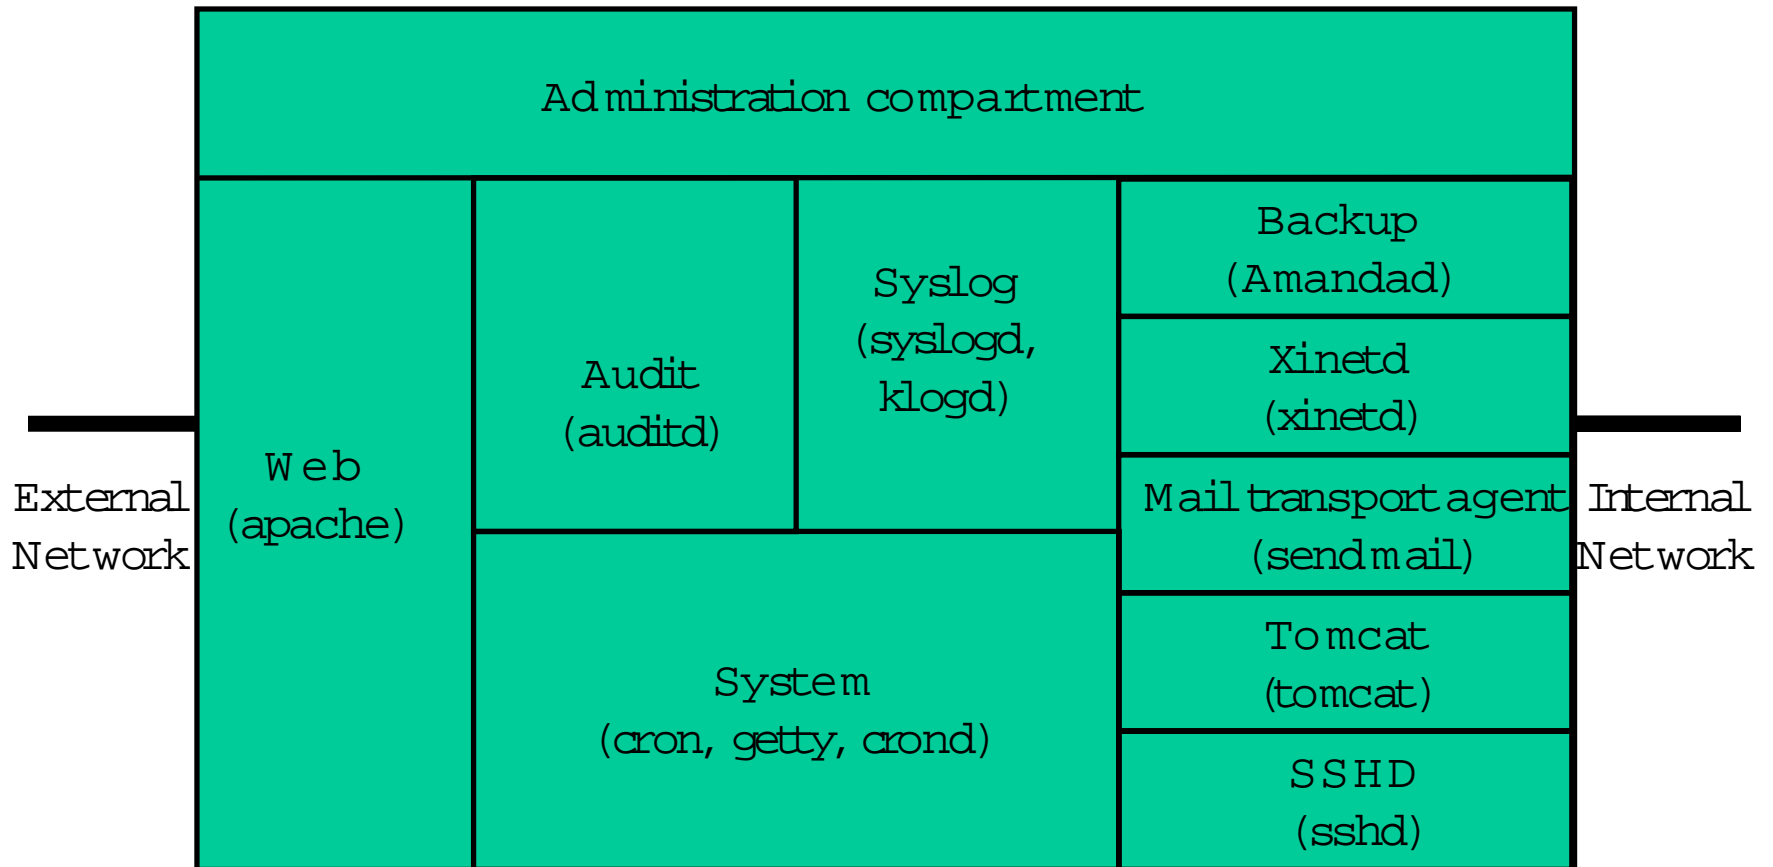 Administration compartment
External
Network
Web
(apache)
Audit
(auditd)
Syslog
(syslogd,
klogd)
System
(cron, getty, crond)
Backup
(Amandad)
Xinetd
(xinetd)
Mail transport agent
(sendmail)
Tomcat
(tomcat)
SSHD
(sshd)
Internal
Network